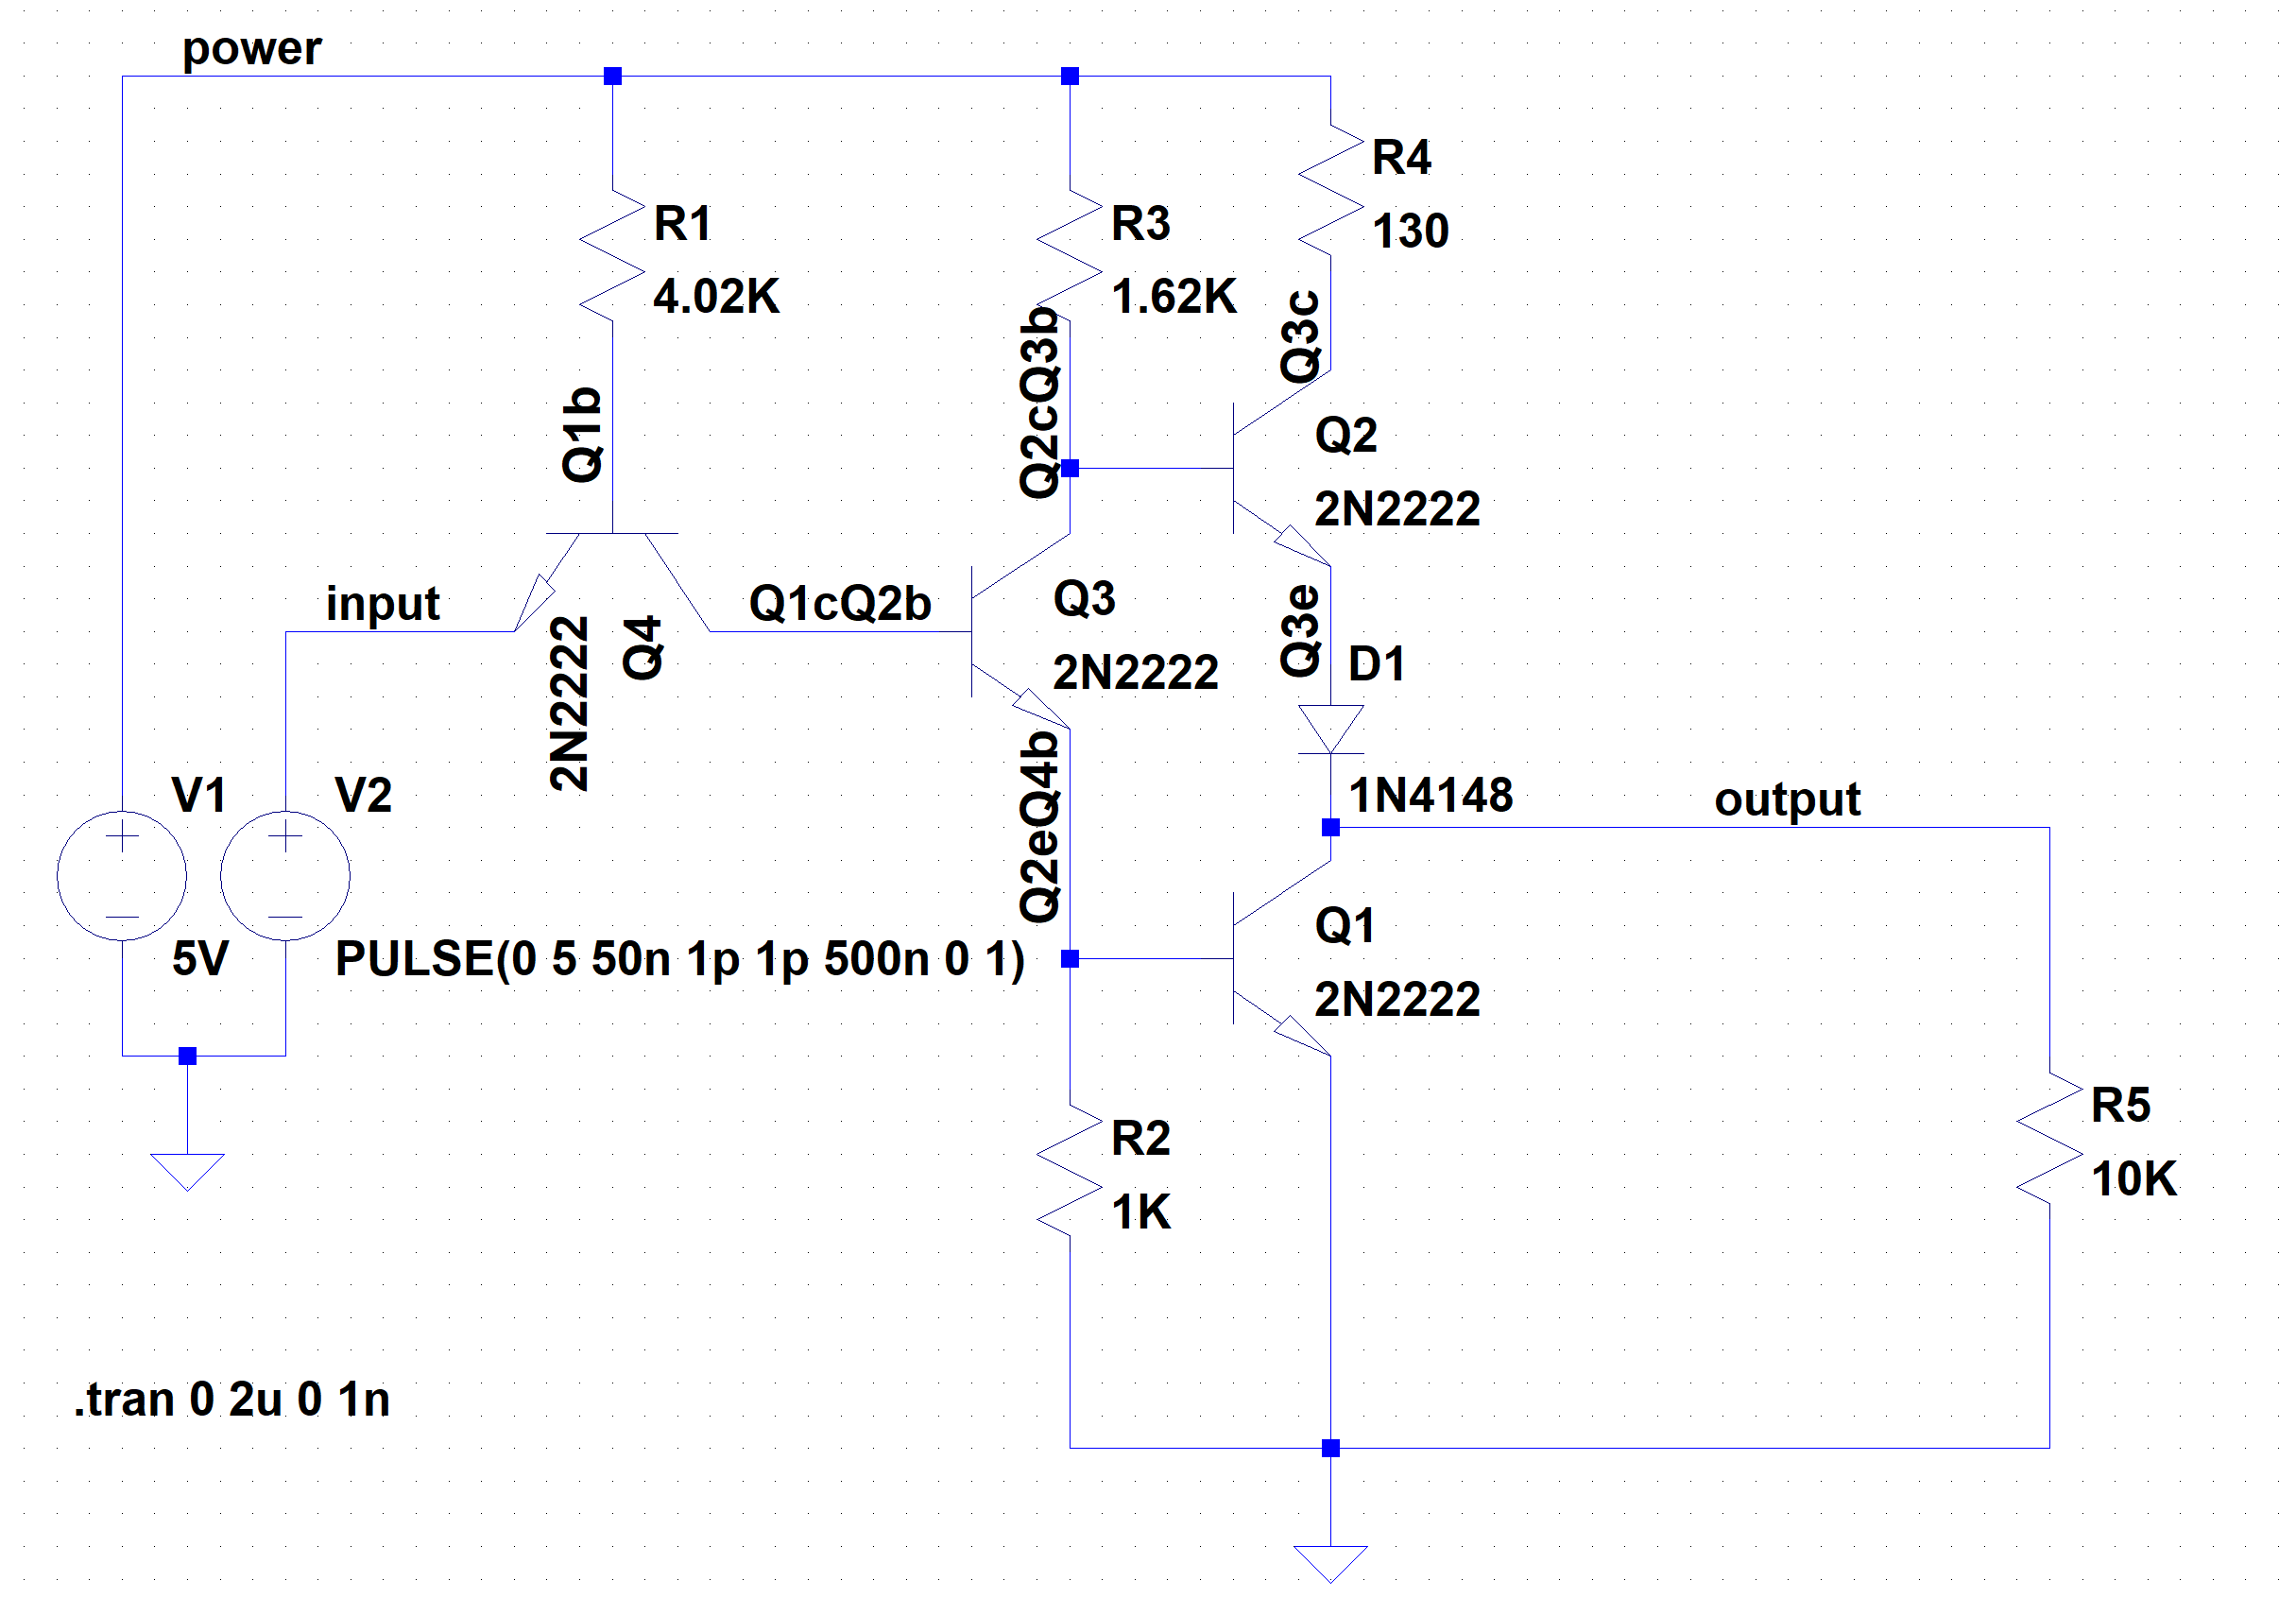 power
R4
130
R1
4.02K
R3
1.62K
Q3c
Q2cQ3b
Q1b
Q2
2N2222
input
2N2222
Q4
Q1cQ2b
Q3
2N2222
Q3e
D1
1N4148
output
V1
5V
V2
PULSE(0 5 50n 1p 1p 500n 0 1)
Q2eQ4b
Q1
2N2222
R2
1K
R5
10K
.tran 0 2u 0 1n